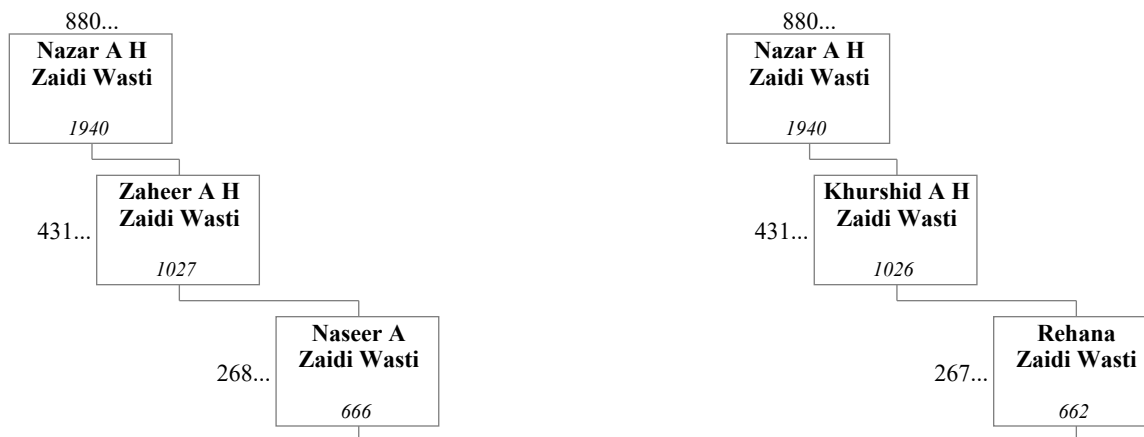 880...
Nazar A H
Zaidi Wasti
1940
Zaheer A H
Zaidi Wasti
431...
1027
Naseer A
Zaidi Wasti
268...
666
880...
Nazar A H
Zaidi Wasti
1940
Khurshid A H
Zaidi Wasti
431...
1026
Rehana
Zaidi Wasti
267...
662